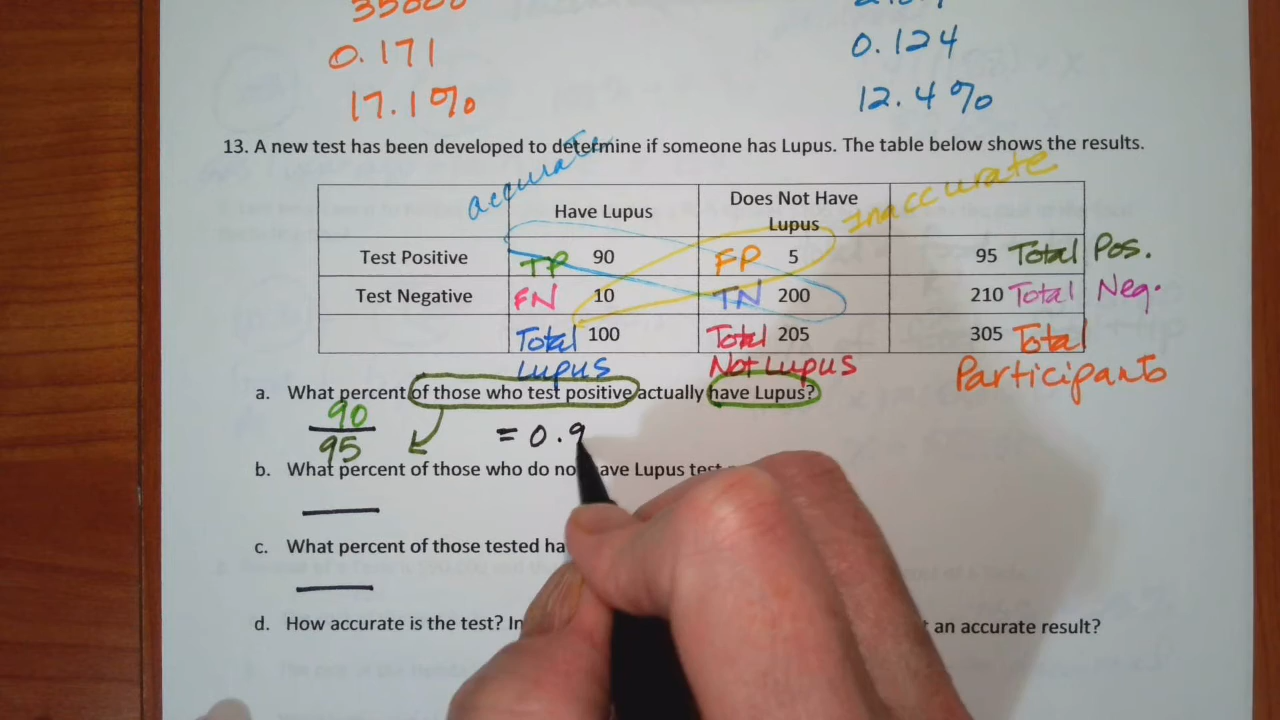 0.171 0.124
17.1% 12.4%
13. A new test has been developed to determine if someone has Lupus. The table below shows the results.
accurate Inaccurate
Have Lupus Does Not Have Lupus
Test Positive TP 90 FP 5 95 Total Pos.
Test Negative FN 10 TN 200 210 Total Neg.
Total Lupus 100 Total Not Lupus 205 305 Total Participants
a. What percent of those who test positive actually have Lupus?
90
95
= 0.9
b. What percent of those who do not have Lupus
c. What percent of those tested
d. How accurate is the test? an accurate result?